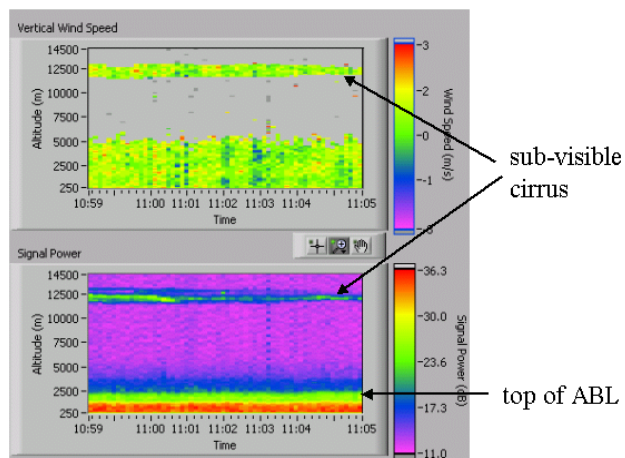 Vertical Wind Speed
14500
12500
10000
7500
5000
2500
250
Altitude (m)
10:59 11:00 11:01 11:02 11:03 11:04 11:05
Time
3
2
1
0
-1
-3
Wind Speed (m/s)
sub-visible
cirrus
Signal Power
14500
12500
10000
7500
5000
2500
250
Altitude (m)
10:59 11:00 11:01 11:02 11:03 11:04 11:05
Time
36.3
30.0
23.6
17.3
11.0
Signal Power (dB)
top of ABL